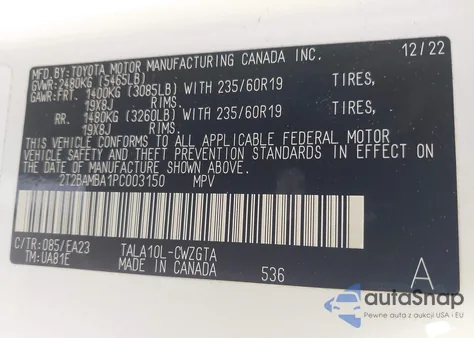 MFD.BY:TOYOTA MOTOR MANUFACTURING CANADA INC. 12/22
GVWR:2480KG (5465LB)
GAWR:FRT. 1400KG (3085LB) WITH 235/60R19 TIRES,
19X8J RIMS.
RR. 1480KG (3260LB) WITH 235/60R19 TIRES,
19X8J RIMS.
THIS VEHICLE CONFORMS TO ALL APPLICABLE FEDERAL MOTOR
VEHICLE SAFETY AND THEFT PREVENTION STANDARDS IN EFFECT ON
THE DATE OF MANUFACTURE SHOWN ABOVE.
2T2BAMBA1PC003150 MPV
C/TR:085/EA23 TALA10L-CWZGTA A
TM:UA81E MADE IN CANADA 536
autoSnap
Pewne auta z aukcji USA i EU